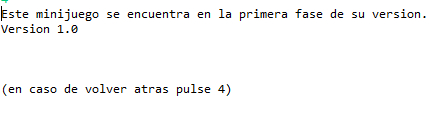 Este minijuego se encuentra en la primera fase de su version.
Version 1.0
(en caso de volver atras pulse 4)